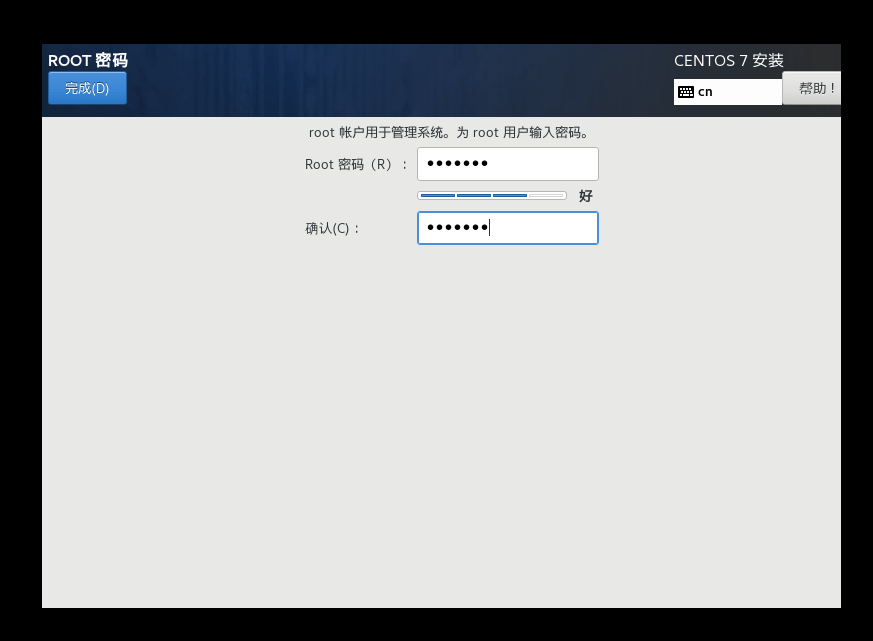 ROOT 密码
CENTOS 7 安装
完成(D)
cn
帮助！
root 帐户用于管理系统。为 root 用户输入密码。
Root 密码（R）：
•••••••
好
确认(C)：
•••••••